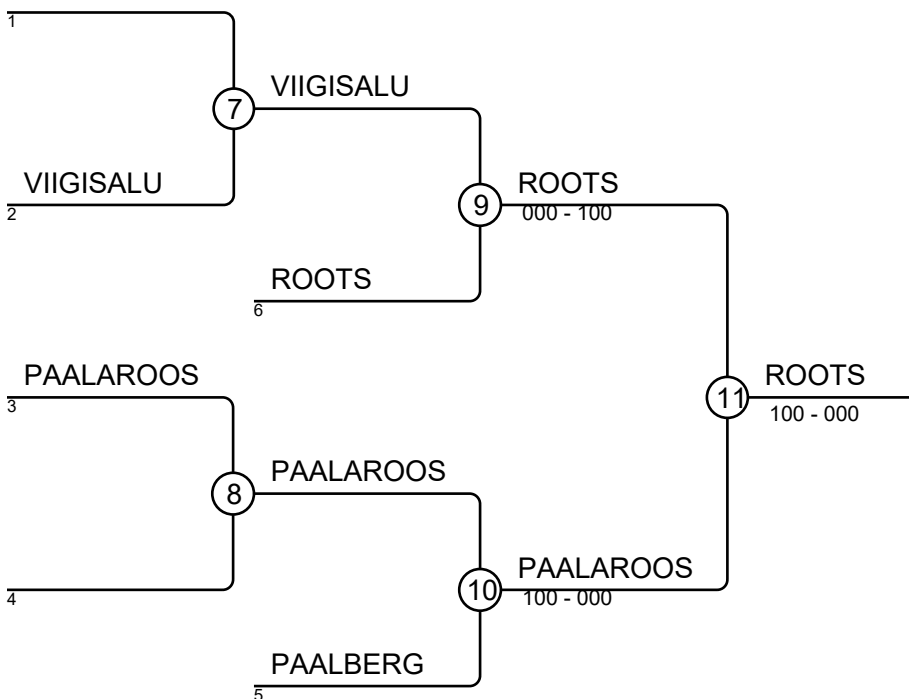 1
VIIGISALU
7
VIIGISALU
2
ROOTS
9
000 - 100
ROOTS
6
PAALAROOS
3
ROOTS
11
100 - 000
PAALAROOS
8
PAALAROOS
10
100 - 000
4
PAALBERG
5